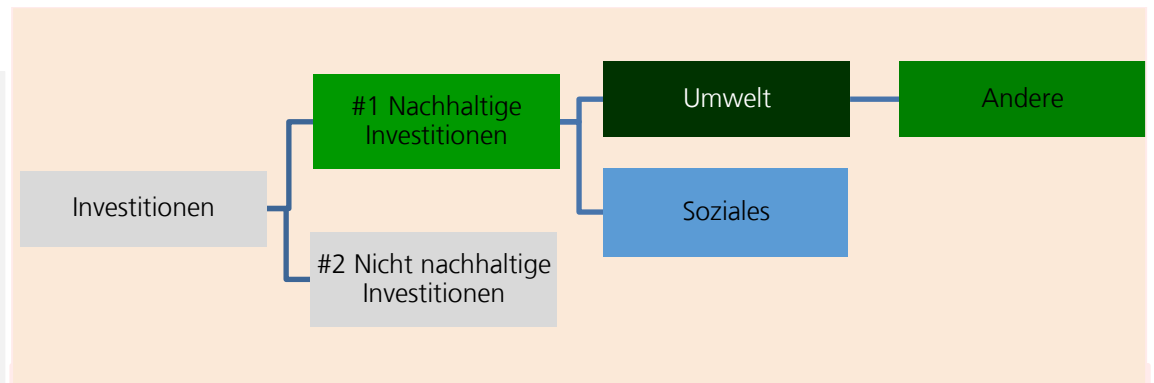 Investitionen
#1 Nachhaltige
Investitionen
#2 Nicht nachhaltige
Investitionen
Umwelt
Soziales
Andere